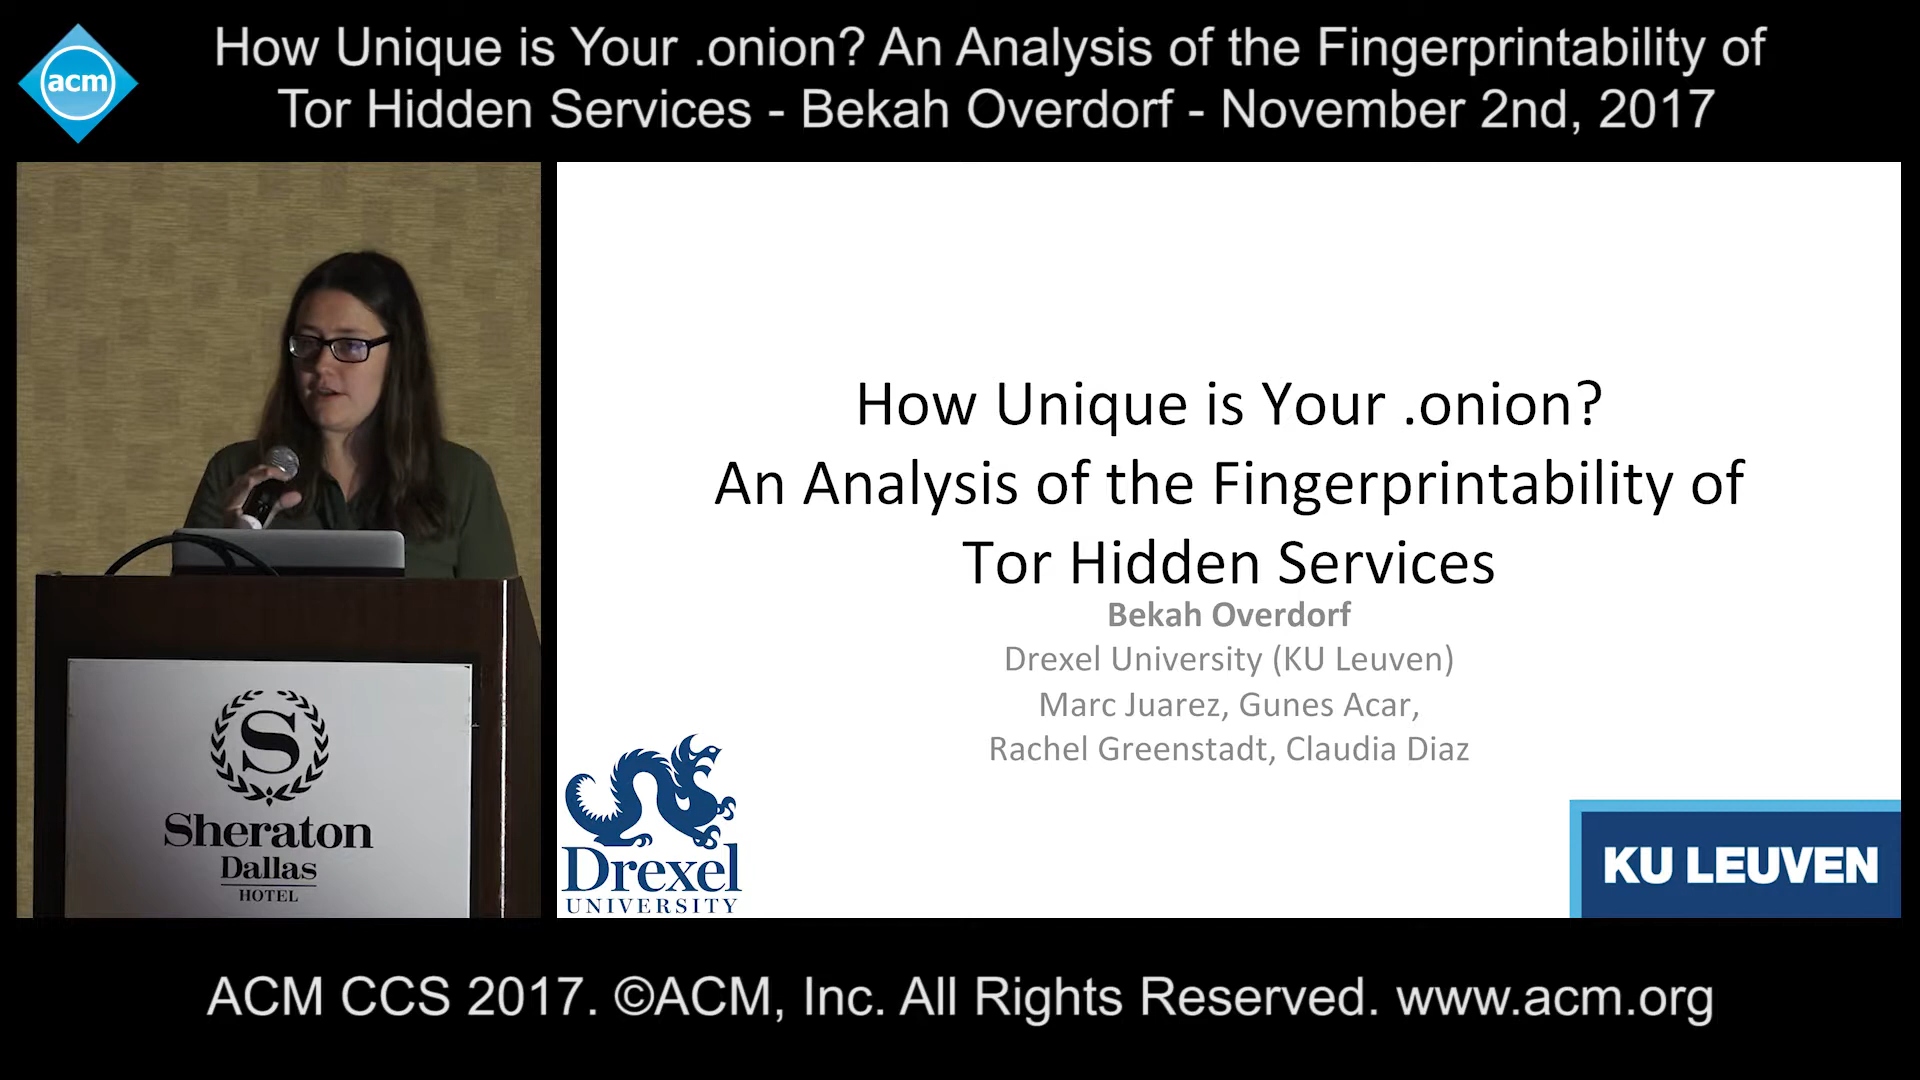 acm
How Unique is Your .onion? An Analysis of the Fingerprintability of
Tor Hidden Services - Bekah Overdorf - November 2nd, 2017
How Unique is Your .onion?
An Analysis of the Fingerprintability of
Tor Hidden Services
Bekah Overdorf
Drexel University (KU Leuven)
Marc Juarez, Gunes Acar,
Rachel Greenstadt, Claudia Diaz
Drexel
UNIVERSITY
KU LEUVEN
S
Sheraton
Dallas
HOTEL
ACM CCS 2017. ©ACM, Inc. All Rights Reserved. www.acm.org